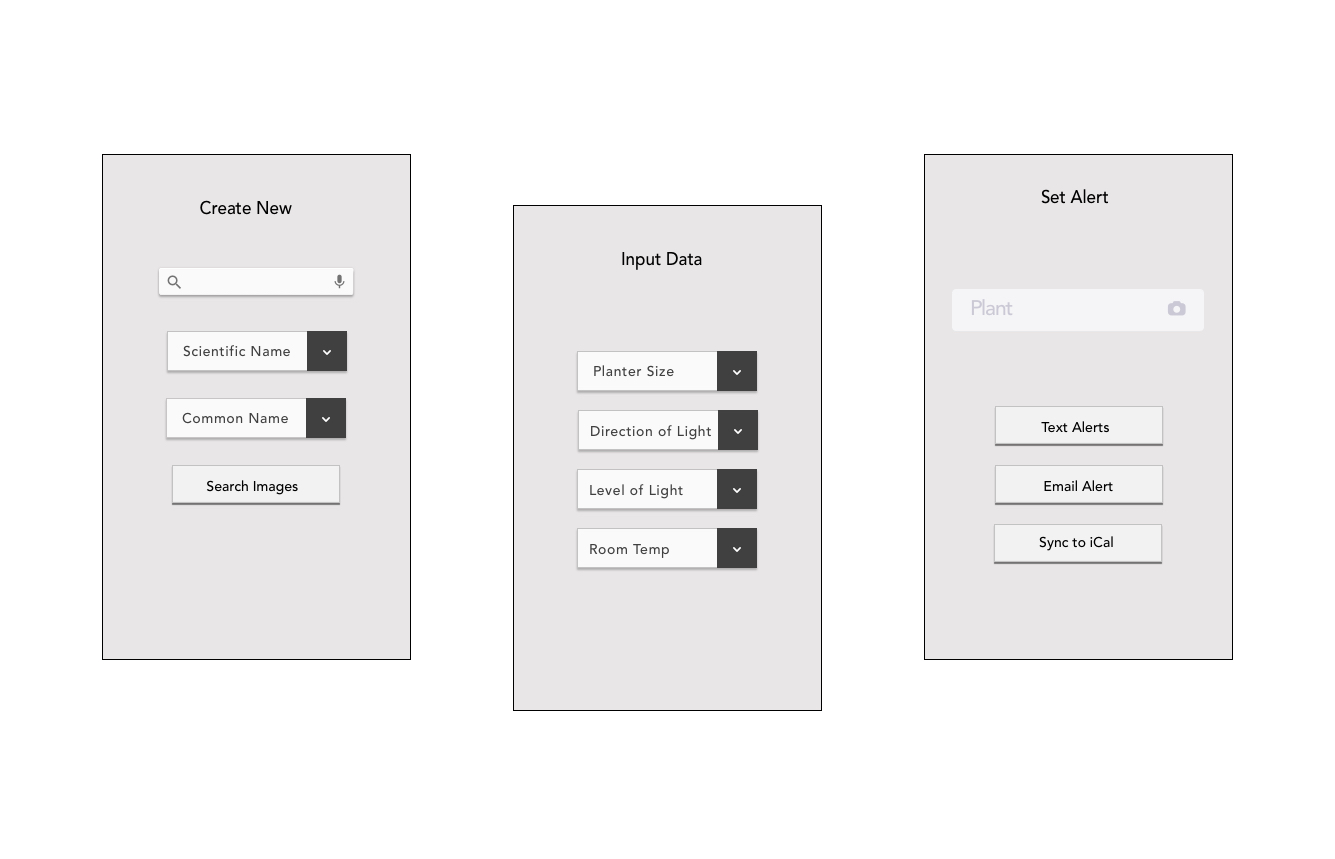 Create New
Scientific Name
Common Name
Search Images
Input Data
Planter Size
Direction of Light
Level of Light
Room Temp
Set Alert
Plant
Text Alerts
Email Alert
Sync to iCal